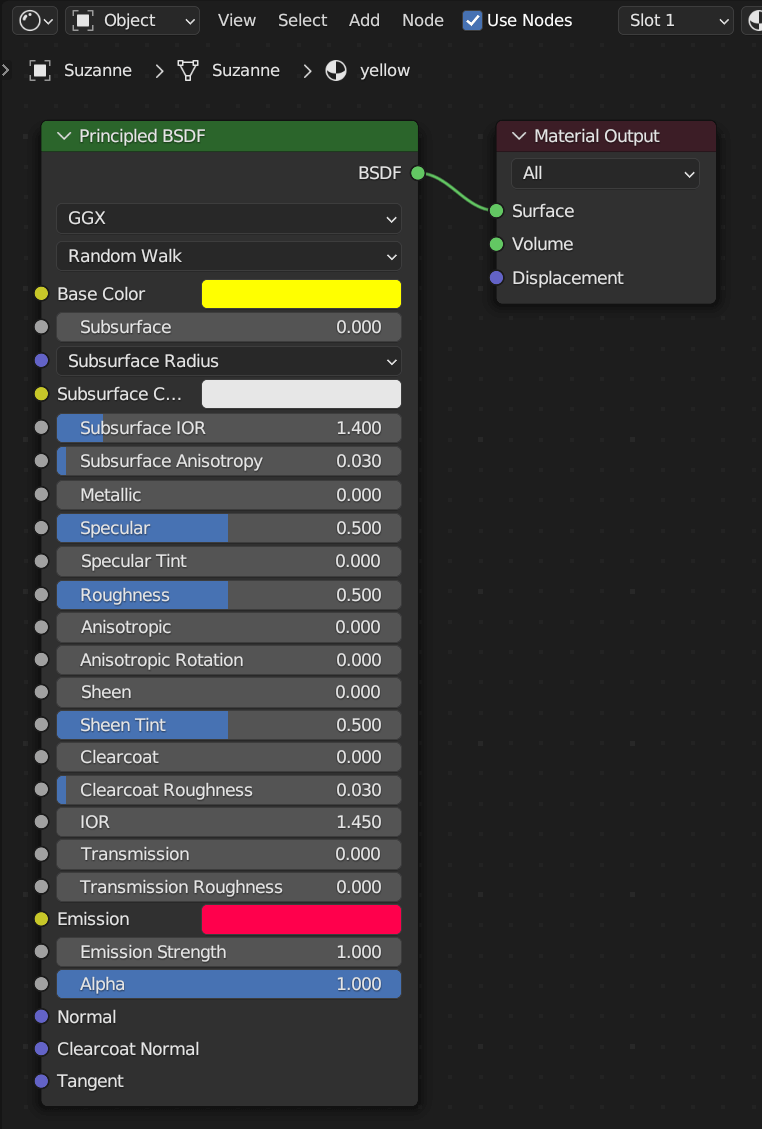 Object View Select Add Node Use Nodes Slot 1
Suzanne Suzanne yellow
Principled BSDF
BSDF
GGX
Random Walk
Base Color
Subsurface 0.000
Subsurface Radius
Subsurface C...
Subsurface IOR 1.400
Subsurface Anisotropy 0.030
Metallic 0.000
Specular 0.500
Specular Tint 0.000
Roughness 0.500
Anisotropic 0.000
Anisotropic Rotation 0.000
Sheen 0.000
Sheen Tint 0.500
Clearcoat 0.000
Clearcoat Roughness 0.030
IOR 1.450
Transmission 0.000
Transmission Roughness 0.000
Emission
Emission Strength 1.000
Alpha 1.000
Normal
Clearcoat Normal
Tangent
Material Output
All
Surface
Volume
Displacement